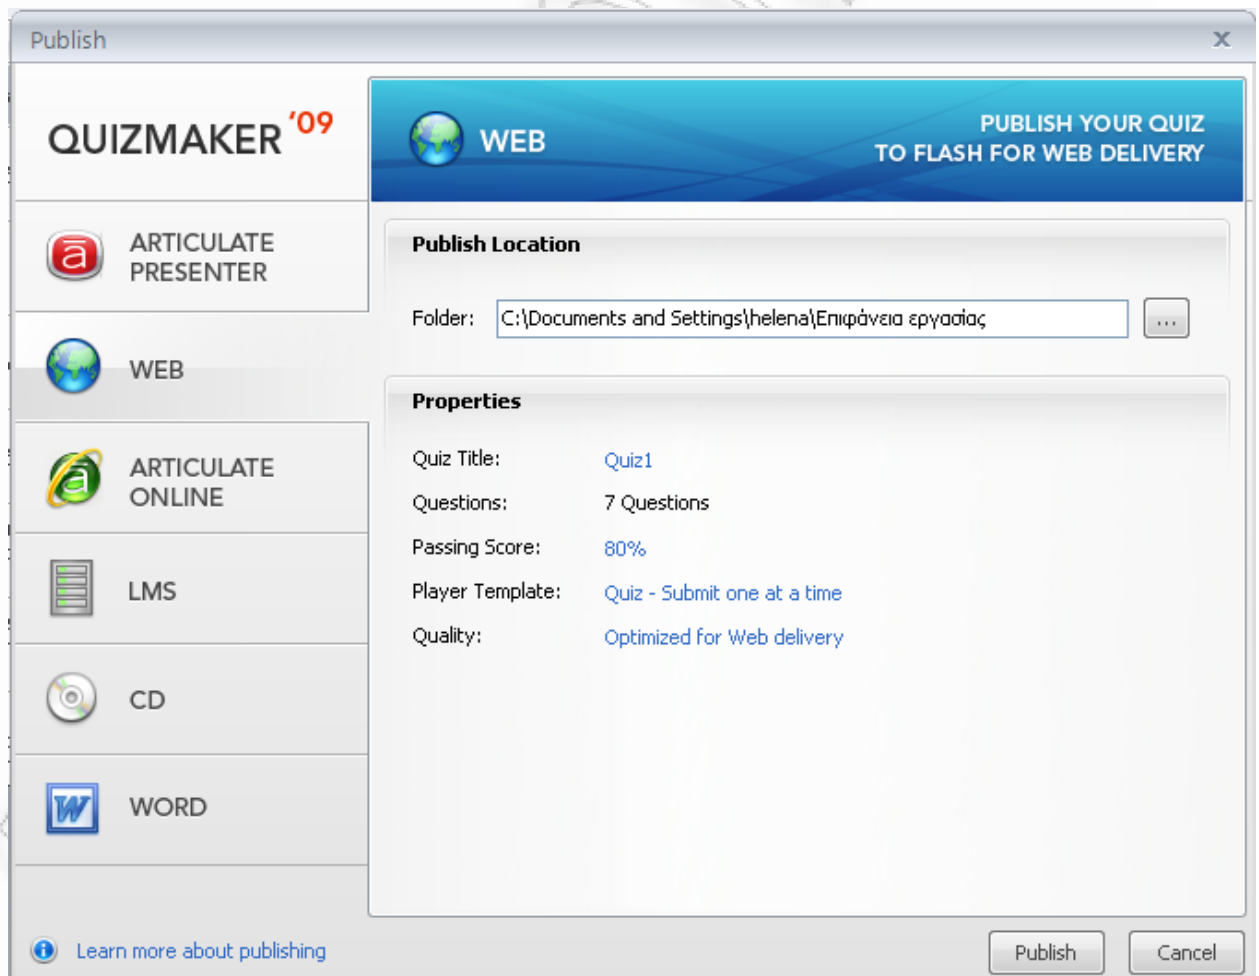 Publish
QUIZMAKER '09
WEB
PUBLISH YOUR QUIZ
TO FLASH FOR WEB DELIVERY
ARTICULATE
PRESENTER
WEB
ARTICULATE
ONLINE
LMS
CD
WORD
Publish Location
Folder: C:\Documents and Settings\helena\Επιφάνεια εργασίας ...
Properties
Quiz Title: Quiz1
Questions: 7 Questions
Passing Score: 80%
Player Template: Quiz - Submit one at a time
Quality: Optimized for Web delivery
Learn more about publishing
Publish
Cancel